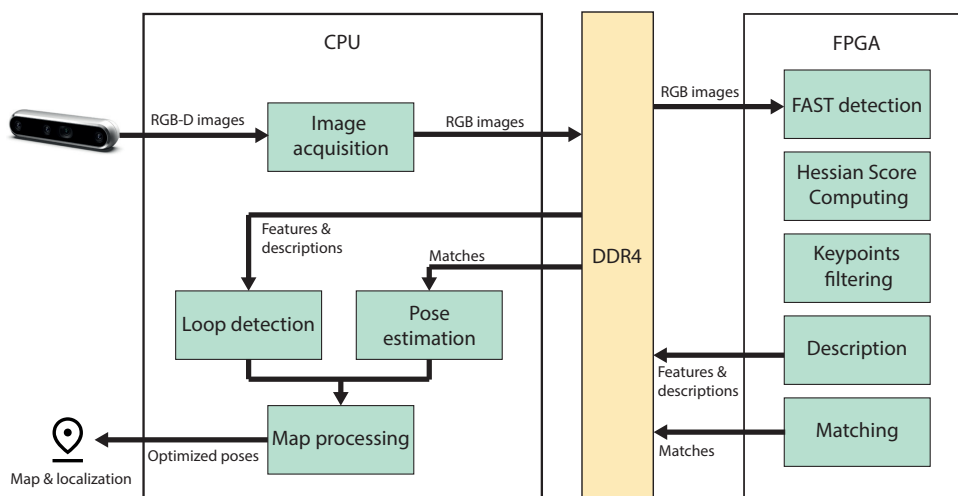 CPU
FPGA
RGB-D images
Image
acquisition
RGB images
RGB images
FAST detection
Hessian Score
Computing
Features &
descriptions
Matches
DDR4
Keypoints
filtering
Loop detection
Pose
estimation
Description
Features &
descriptions
Map processing
Optimized poses
Matching
Matches
Map & localization